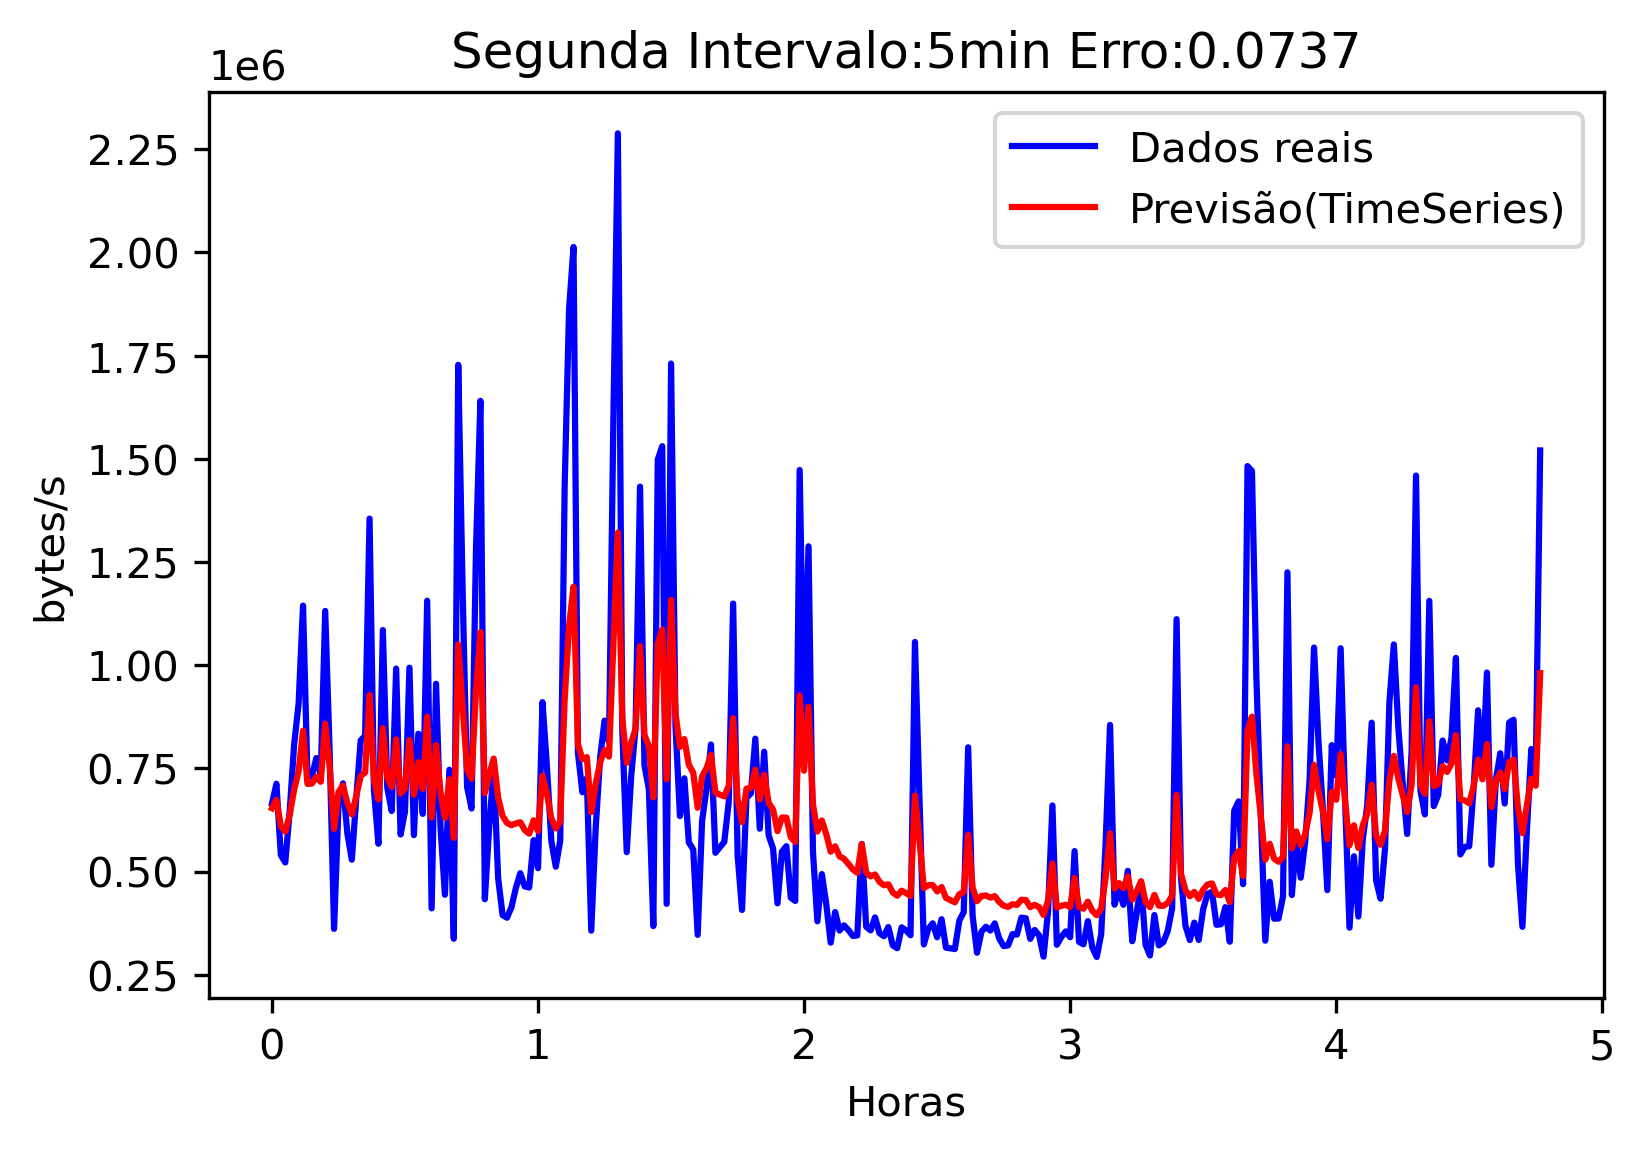 Segunda Intervalo:5min Erro:0.0737
1e6
Dados reais
Previsão(TimeSeries)
2.25
2.00
1.75
1.50
1.25
1.00
0.75
0.50
0.25
bytes/s
0 1 2 3 4 5
Horas